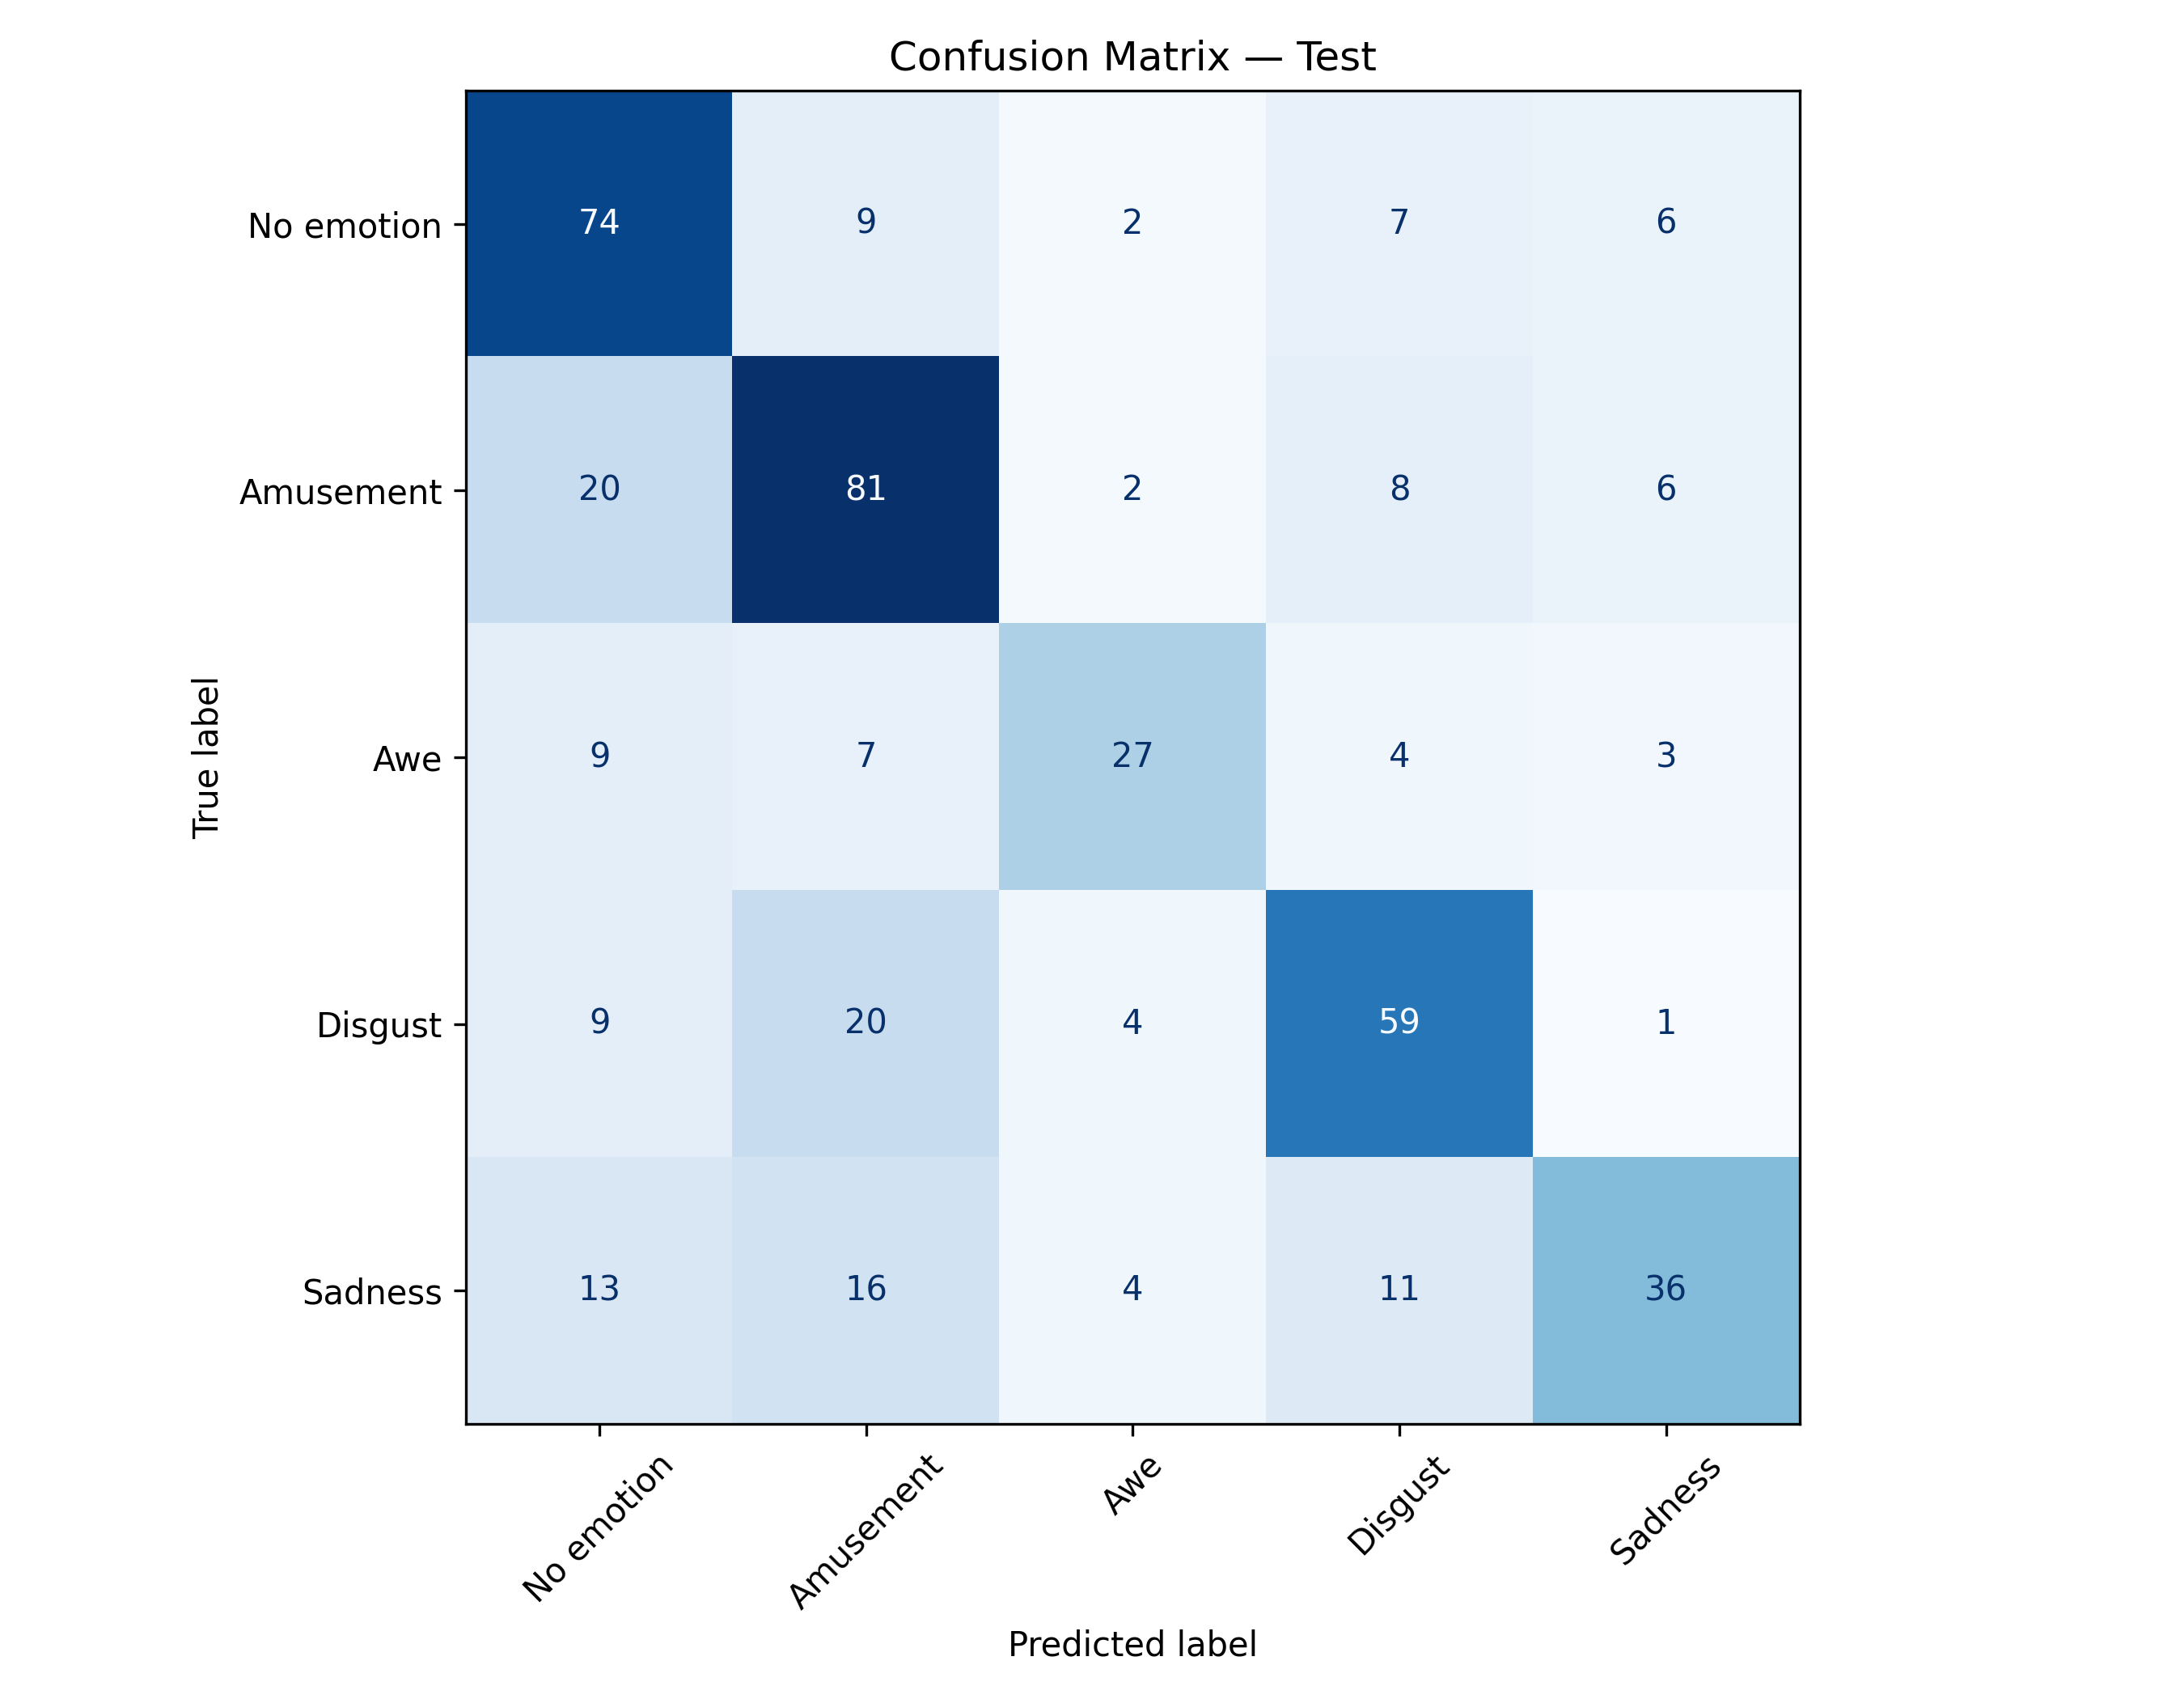 Confusion Matrix — Test
No emotion 74 9 2 7 6
Amusement 20 81 2 8 6
Awe 9 7 27 4 3
Disgust 9 20 4 59 1
Sadness 13 16 4 11 36
True label
No emotion Amusement Awe Disgust Sadness
Predicted label